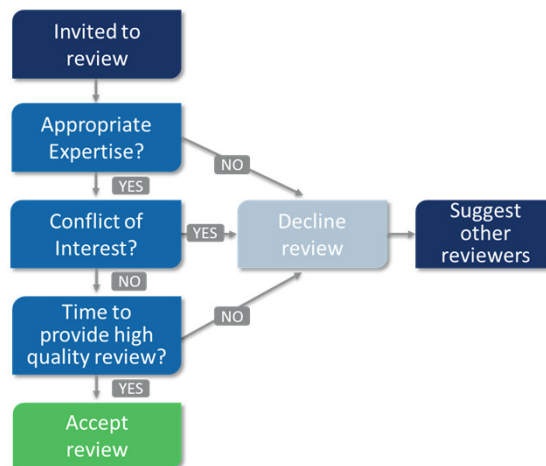 Invited to
review
Appropriate
Expertise?
NO
YES
Conflict of
Interest?
YES
Decline
review
Suggest
other
reviewers
NO
Time to
provide high
quality review?
NO
YES
Accept
review